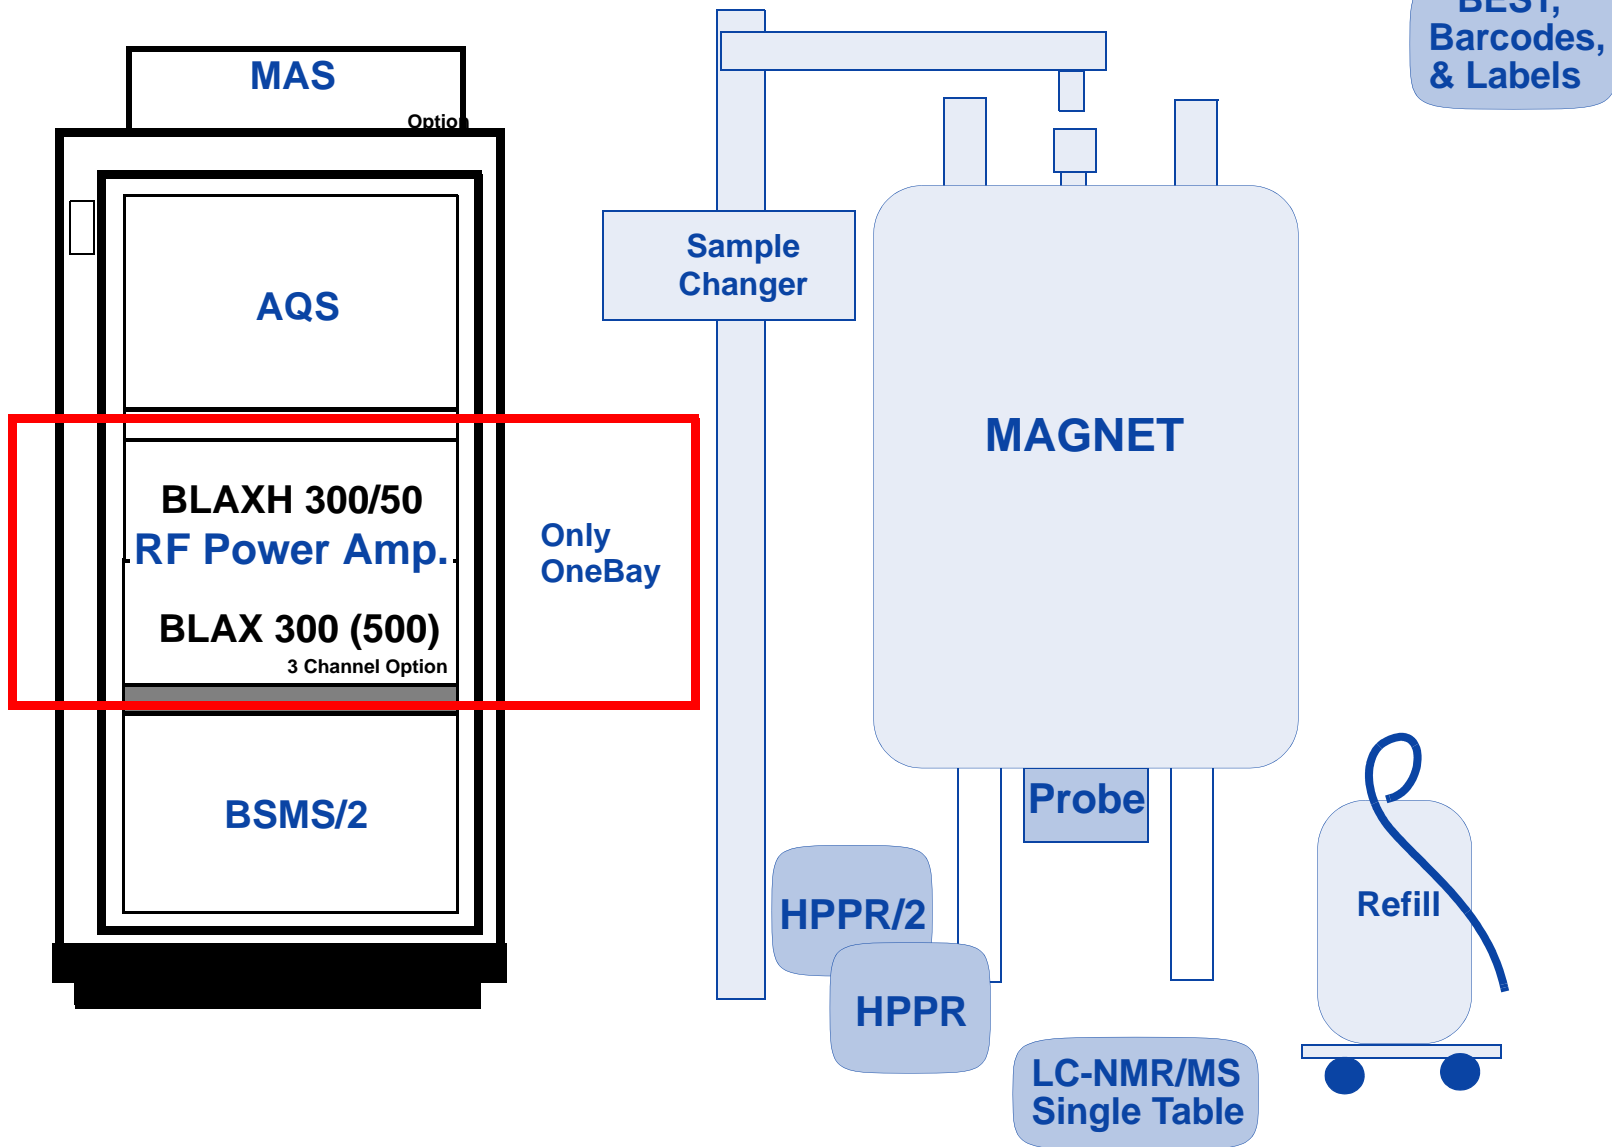 MAS
Option
AQS
BLAXH 300/50
RF Power Amp.
BLAX 300 (500)
3 Channel Option
BSMS/2
Only
OneBay
Sample
Changer
MAGNET
Probe
HPPR/2
HPPR
LC-NMR/MS
Single Table
Refill
BEST,
Barcodes,
& Labels